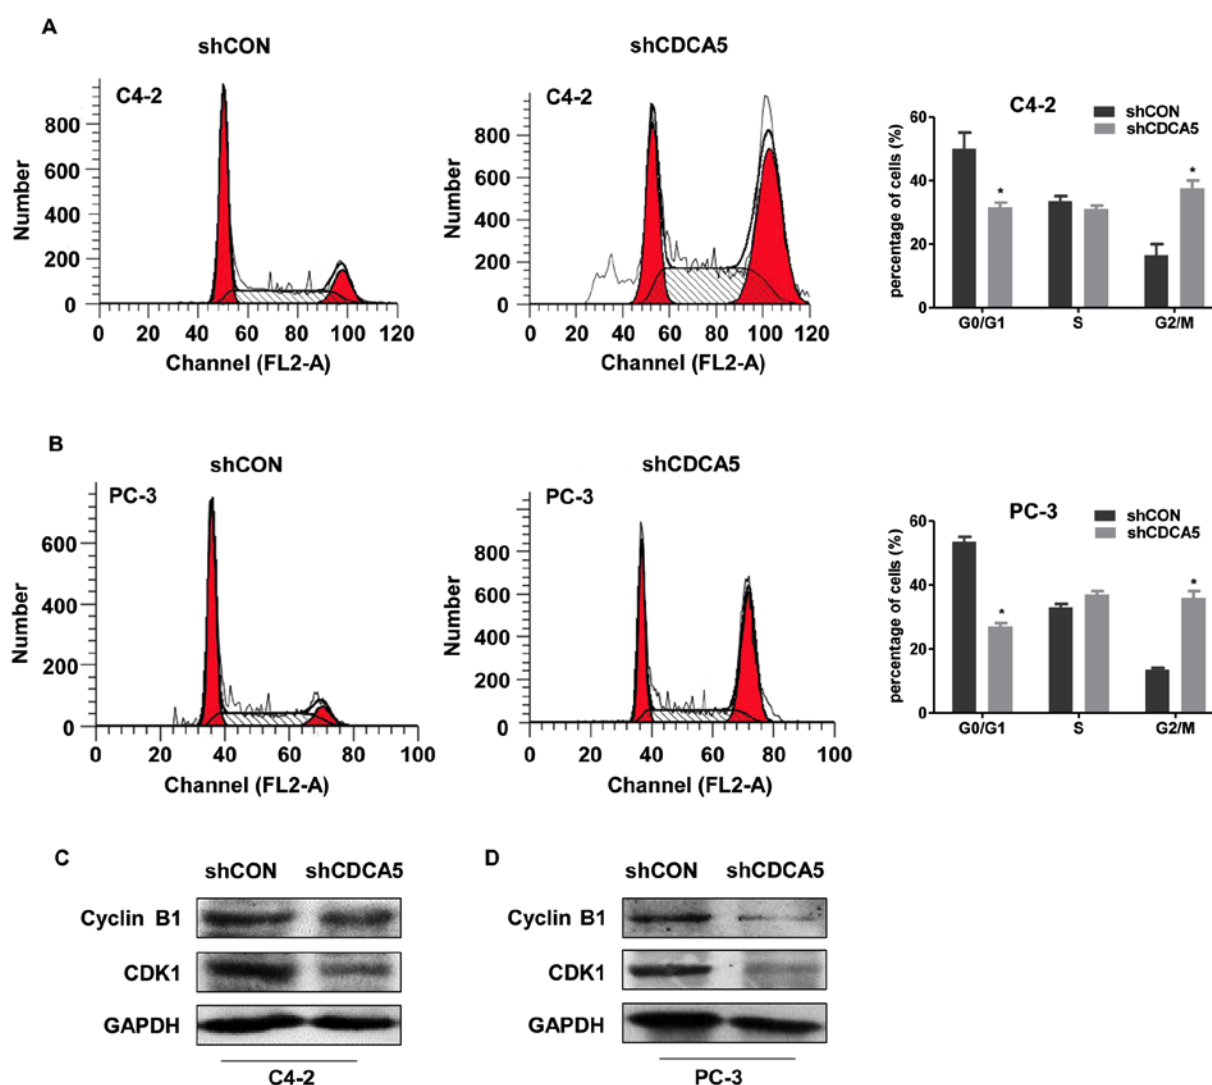 A
shCON
shCDCA5
C4-2
C4-2
C4-2
shCON
shCDCA5
Number
800
600
400
200
0
0 20 40 60 80 100 120
Channel (FL2-A)
Number
800
600
400
200
0
0 20 40 60 80 100 120
Channel (FL2-A)
percentage of cells (%)
60
40
20
0
*
*
G0/G1 S G2/M
B
shCON
shCDCA5
PC-3
PC-3
PC-3
shCON
shCDCA5
Number
600
400
200
0
0 20 40 60 80 100
Channel (FL2-A)
Number
800
600
400
200
0
0 20 40 60 80 100
Channel (FL2-A)
percentage of cells (%)
60
40
20
0
*
*
G0/G1 S G2/M
C
shCON shCDCA5
Cyclin B1
CDK1
GAPDH
C4-2
D
shCON shCDCA5
Cyclin B1
CDK1
GAPDH
PC-3